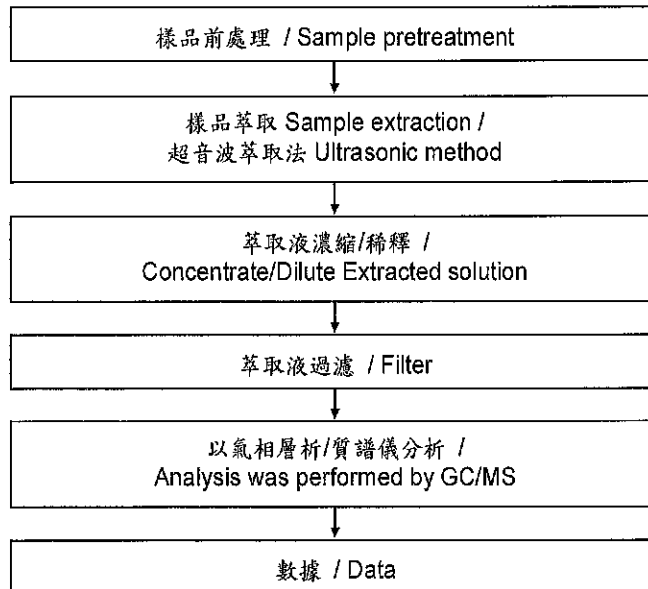 樣品前處理 / Sample pretreatment
樣品萃取 Sample extraction /
超音波萃取法 Ultrasonic method
萃取液濃縮/稀釋 /
Concentrate/Dilute Extracted solution
萃取液過濾 / Filter
以氣相層析/質譜儀分析 /
Analysis was performed by GC/MS
數據 / Data